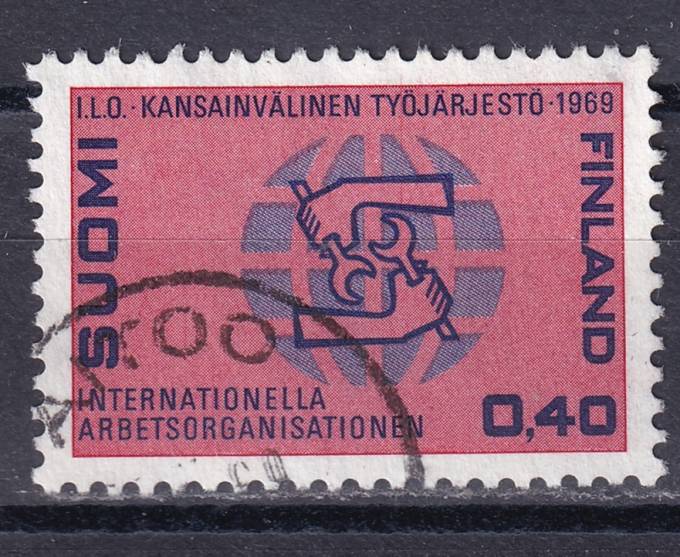 I.L.O. · KANSAINVÄLINEN TYÖJÄRJESTÖ · 1969
SUOMI
FINLAND
INTERNATIONELLA
ARBETSORGANISATIONEN
0,40